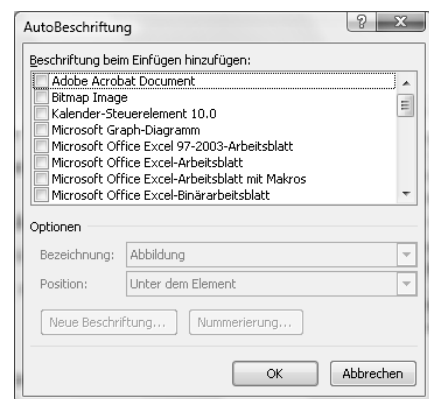 AutoBeschriftung
Beschriftung beim Einfügen hinzufügen:
Adobe Acrobat Document
Bitmap Image
Kalender-Steuerelement 10.0
Microsoft Graph-Diagramm
Microsoft Office Excel 97-2003-Arbeitsblatt
Microsoft Office Excel-Arbeitsblatt
Microsoft Office Excel-Arbeitsblatt mit Makros
Microsoft Office Excel-Binärarbeitsblatt
Optionen
Bezeichnung: Abbildung
Position: Unter dem Element
Neue Beschriftung... Nummerierung...
OK Abbrechen